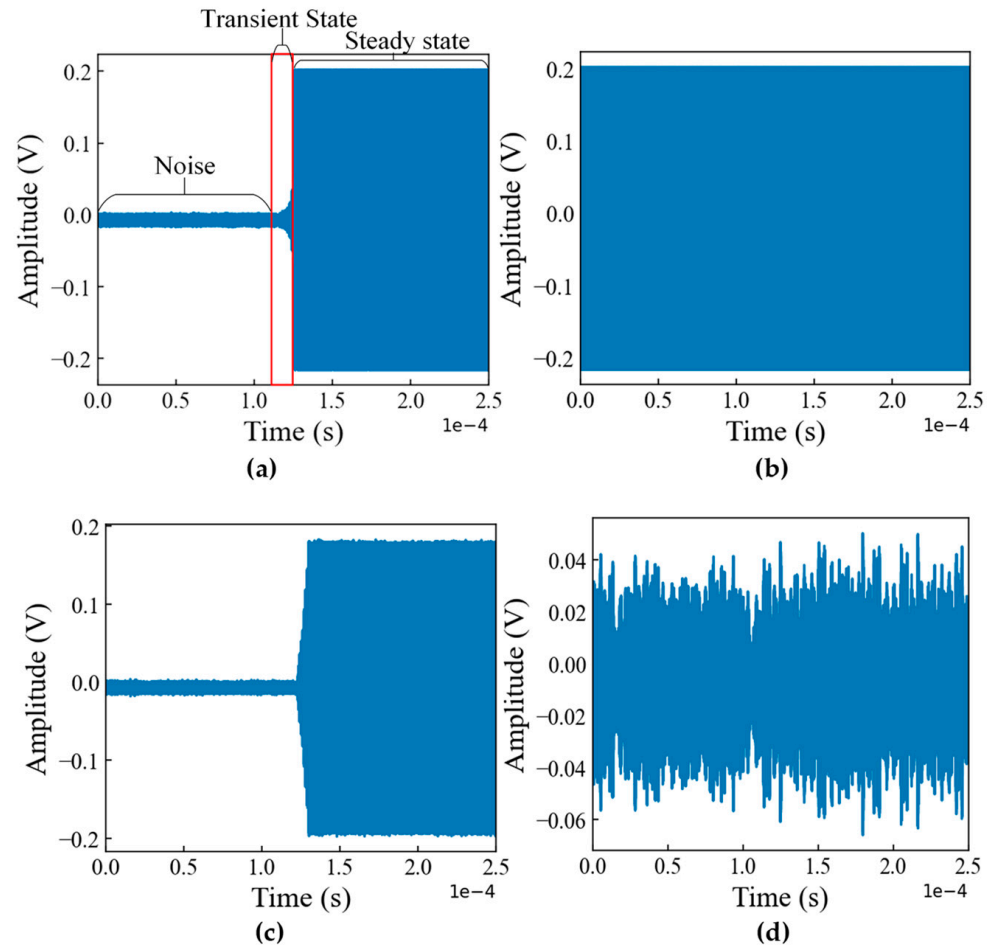 Transient State
Steady state
Noise
Amplitude (V)
0.2
0.1
0.0
−0.1
−0.2
0.0 0.5 1.0 1.5 2.0 2.5
Time (s)
1e-4
(a)
Amplitude (V)
0.2
0.1
0.0
−0.1
−0.2
0.0 0.5 1.0 1.5 2.0 2.5
Time (s)
1e-4
(b)
Amplitude (V)
0.2
0.1
0.0
−0.1
−0.2
0.0 0.5 1.0 1.5 2.0 2.5
Time (s)
1e-4
(c)
Amplitude (V)
0.04
0.02
0.00
−0.02
−0.04
−0.06
0.0 0.5 1.0 1.5 2.0 2.5
Time (s)
1e-4
(d)